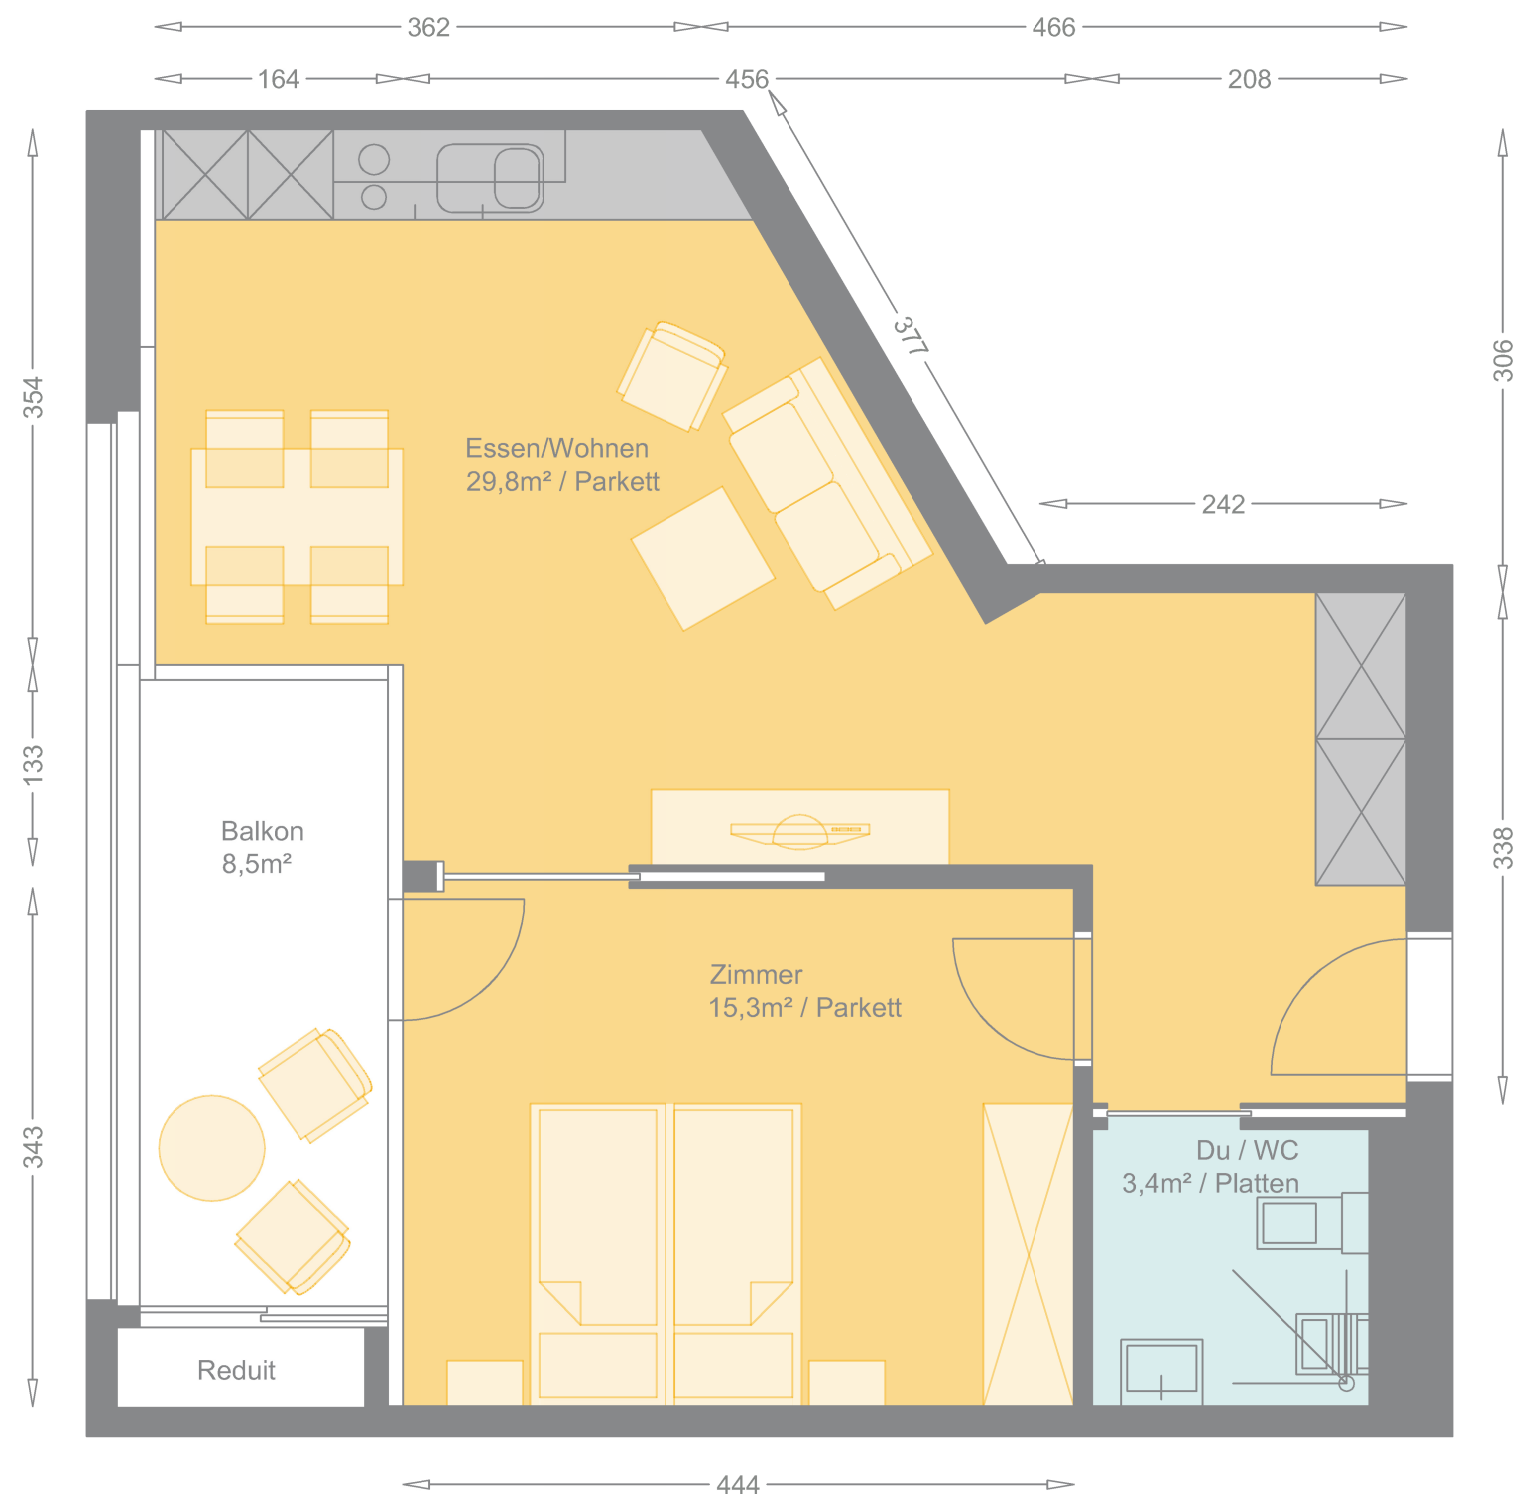 362
466
164
456
208
377
354
306
Essen/Wohnen
29,8m² / Parkett
242
133
Balkon
8,5m²
338
Zimmer
15,3m² / Parkett
343
Du / WC
3,4m² / Platten
Reduit
444